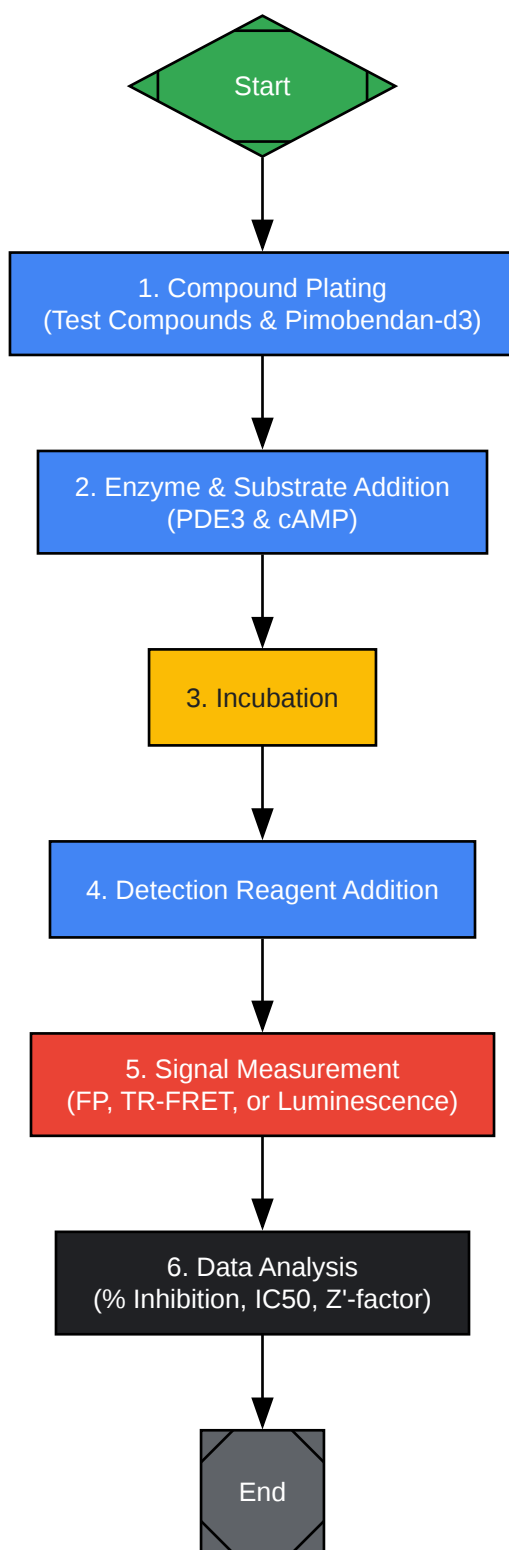 Start
1. Compound Plating
(Test Compounds & Pimobendan-d3)
2. Enzyme & Substrate Addition
(PDE3 & cAMP)
3. Incubation
4. Detection Reagent Addition
5. Signal Measurement
(FP, TR-FRET, or Luminescence)
6. Data Analysis
(% Inhibition, IC50, Z'-factor)
End